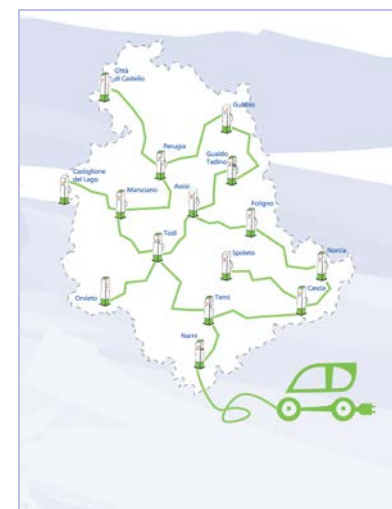 Città
di Castello
Gubbio
Perugia
Gualdo
Tadino
Castiglione
del Lago
Marsciano
Assisi
Foligno
Todi
Spoleto
Norcia
Orvieto
Cascia
Terni
Narni